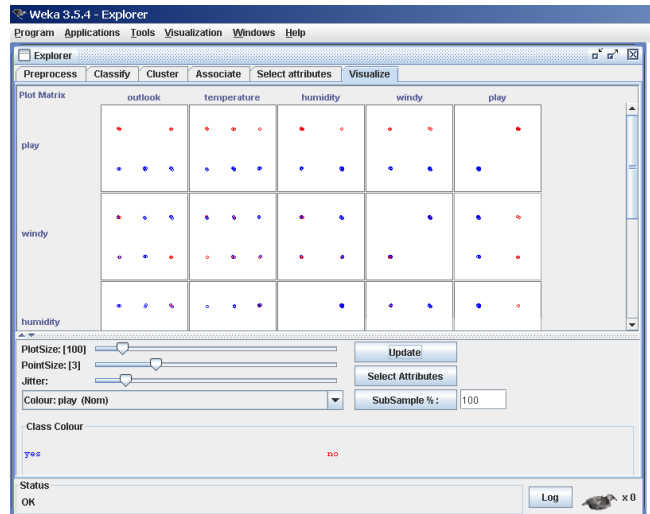 Weka 3.5.4 - Explorer
Program Applications Tools Visualization Windows Help
Explorer
Preprocess Classify Cluster Associate Select attributes Visualize
Plot Matrix outlook temperature humidity windy play
play
windy
humidity
PlotSize: [100]
PointSize: [3]
Jitter:
Update
Select Attributes
Colour: play (Nom)
SubSample % : 100
Class Colour
yes no
Status
OK
Log x 0